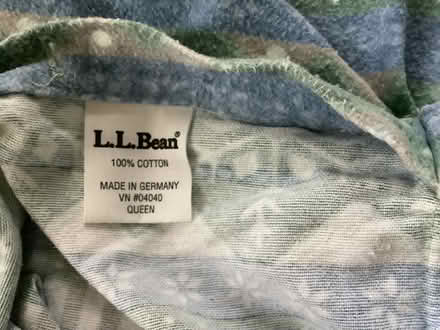 L.L.Bean®
100% COTTON
MADE IN GERMANY
VN #04040
QUEEN